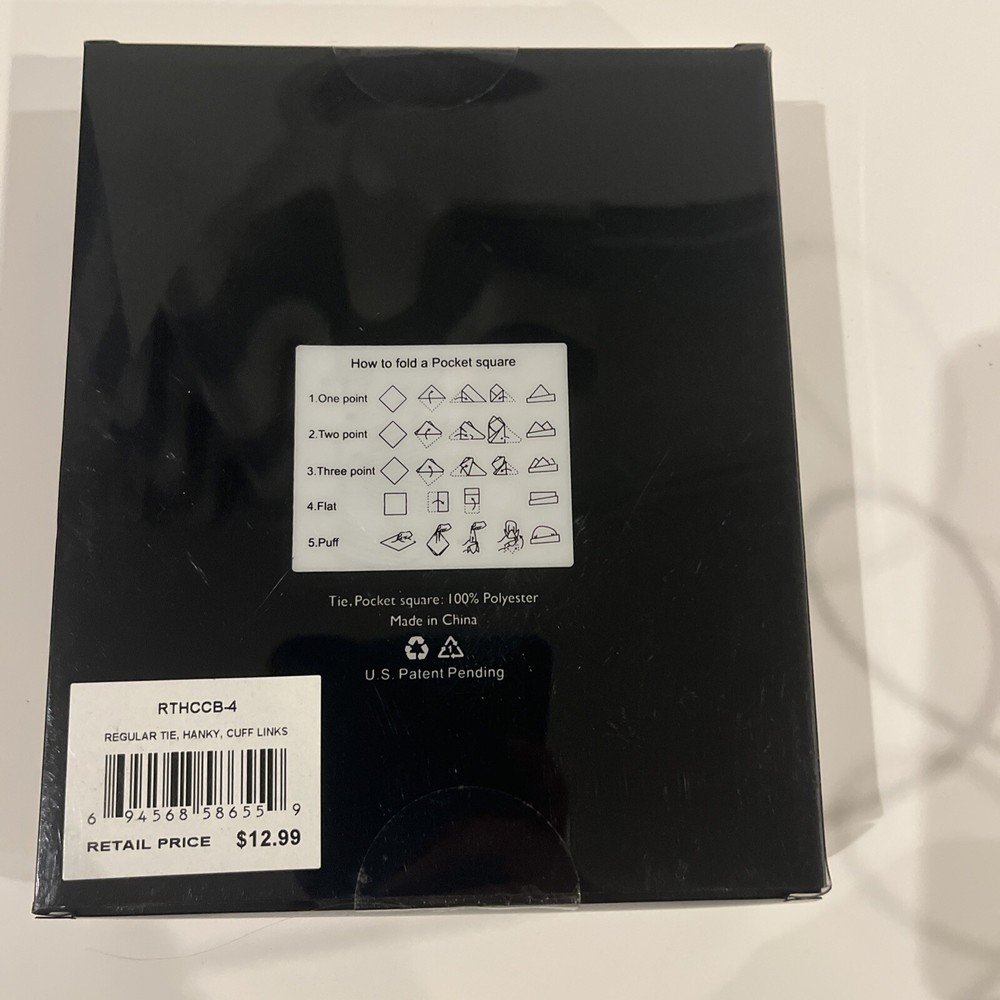 How to fold a Pocket square
1.One point
2.Two point
3.Three point
4.Flat
5.Puff
Tie,Pocket square: 100% Polyester
Made in China
1
U.S. Patent Pending
RTHCCB-4
REGULAR TIE, HANKY, CUFF LINKS
6 94568 58655 9
RETAIL PRICE $12.99